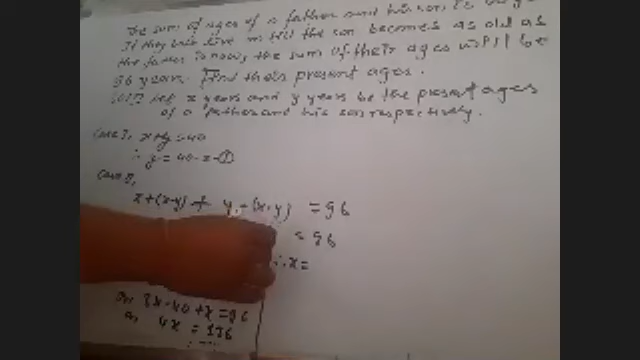 The sum of ages of a father and his son is
If they both live on till the son becomes as old as
the father is now, the sum of their ages will be
96 years. Find their present ages.
Let x years and y years be the present ages
of a father and his son respectively.
Case I, x+y=40
∴ y = 40-x-①
Case II,
x+(x-y) + y+(x-y) = 96
= 96
∴x=
or, 3x-40+x=96
or, 4x = 136